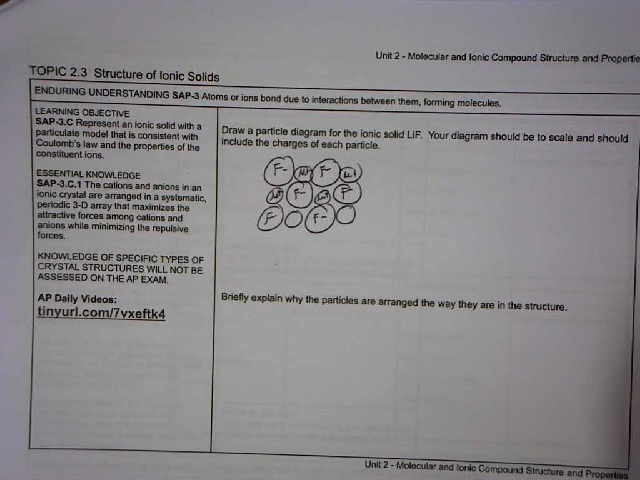 Unit 2 - Molecular and Ionic Compound Structure and Propertie
TOPIC 2.3 Structure of Ionic Solids
ENDURING UNDERSTANDING SAP-3 Atoms or ions bond due to interactions between them, forming molecules.
LEARNING OBJECTIVE
SAP-3.C Represent an ionic solid with a
particulate model that is consistent with
Coulomb's law and the properties of the
constituent ions.
ESSENTIAL KNOWLEDGE
SAP-3.C.1 The cations and anions in an
ionic crystal are arranged in a systematic,
periodic 3-D array that maximizes the
attractive forces among cations and
anions while minimizing the repulsive
forces.
KNOWLEDGE OF SPECIFIC TYPES OF
CRYSTAL STRUCTURES WILL NOT BE
ASSESSED ON THE AP EXAM.
AP Daily Videos:
tinyurl.com/7vxeftk4
Draw a particle diagram for the ionic solid LiF. Your diagram should be to scale and should
include the charges of each particle.
F- F-
F- F-
F- F-
Briefly explain why the particles are arranged the way they are in the structure.
Unit 2 - Molecular and Ionic Compound Structure and Properties